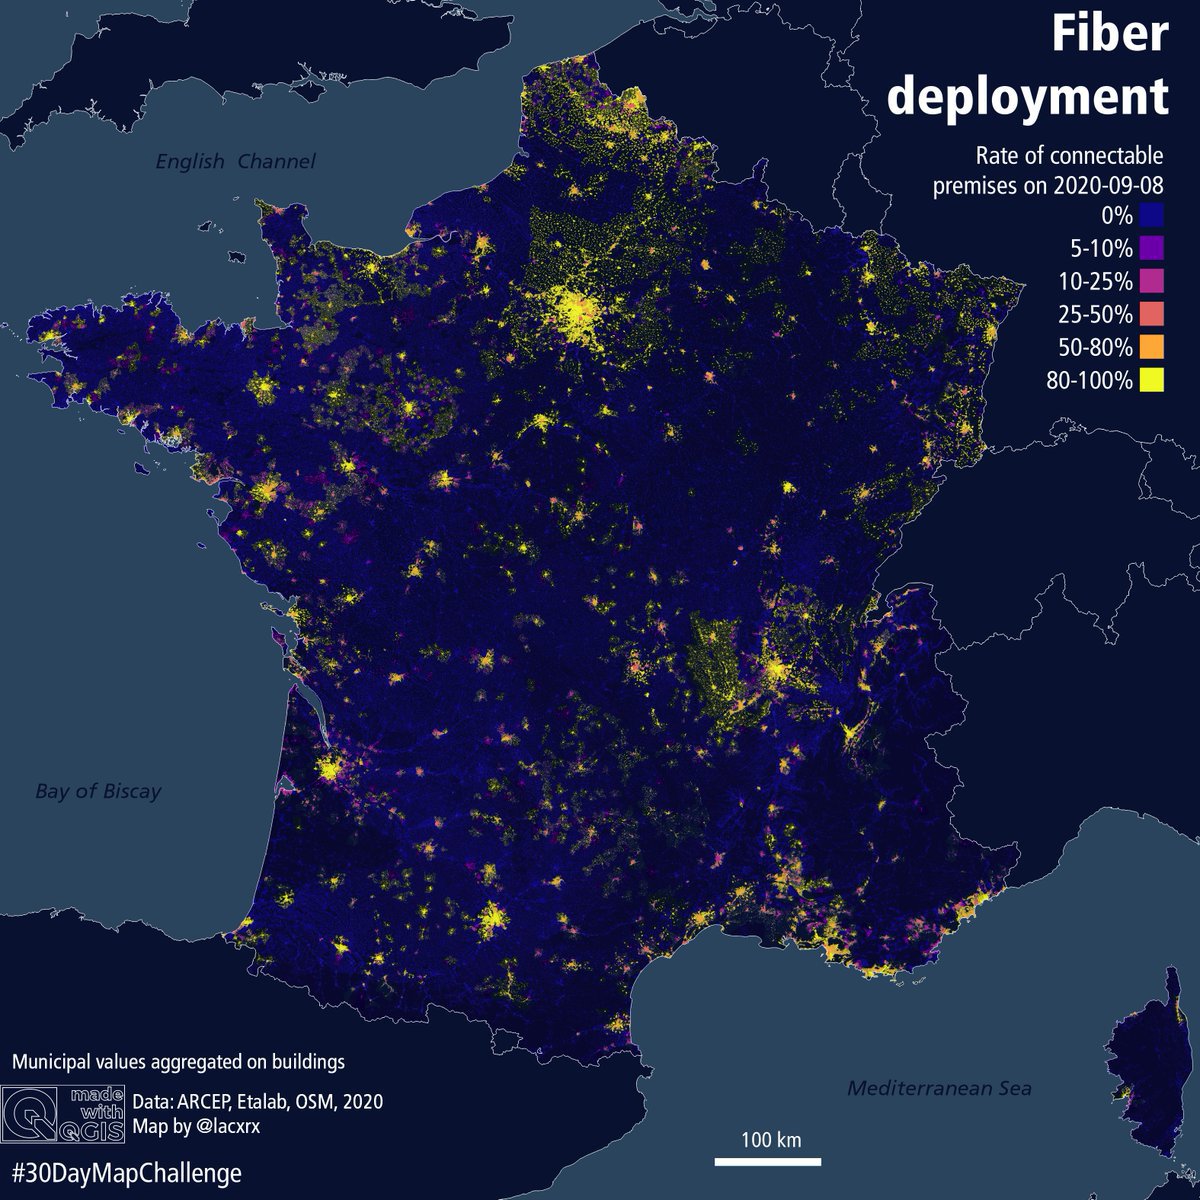 Fiber
deployment
Rate of connectable
premises on 2020-09-08
0%
5-10%
10-25%
25-50%
50-80%
80-100%
English Channel
Bay of Biscay
Mediterranean Sea
Municipal values aggregated on buildings
made
with
QGIS
Data: ARCEP, Etalab, OSM, 2020
Map by @lacxrx
#30DayMapChallenge
100 km